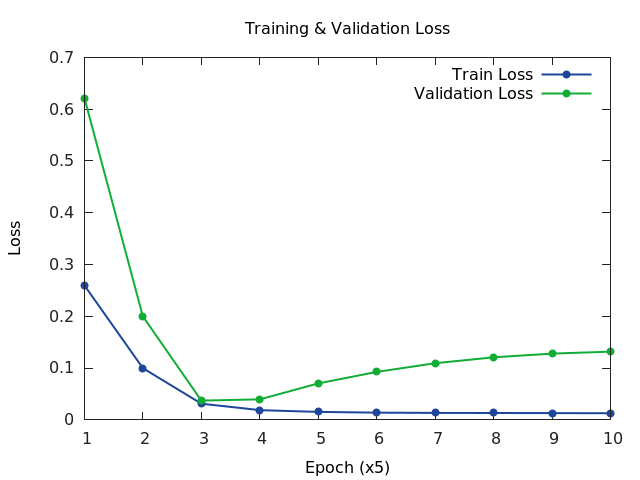 Training & Validation Loss
Train Loss
Validation Loss
0.7
0.6
0.5
0.4
0.3
0.2
0.1
0
Loss
1 2 3 4 5 6 7 8 9 10
Epoch (x5)